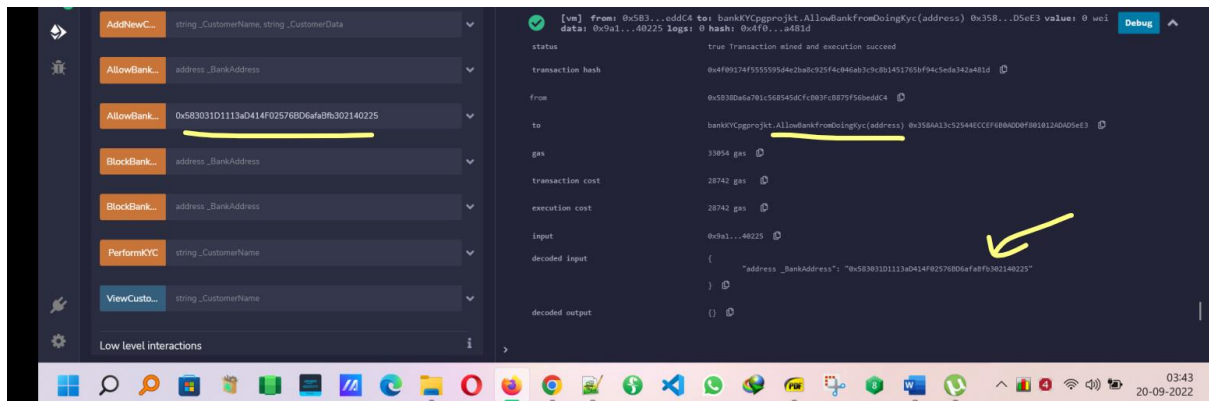 AddNewC... string _CustomerName, string _CustomerData
AllowBank... address _BankAddress
AllowBank... 0x583031D1113aD414F02576BD6afaBfb302140225
BlockBank... address _BankAddress
BlockBank... address _BankAddress
PerformKYC string _CustomerName
ViewCusto... string _CustomerName
Low level interactions
i
[vm] from: 0x5B3...eddC4 to: bankKYCpgprojkt.AllowBankfromDoingKyc(address) 0x358...D5eE3 value: 0 wei
data: 0x9a1...40225 logs: 0 hash: 0x4f0...a481d
Debug
status true Transaction mined and execution succeed
transaction hash 0x4f09174f5555595d4e2ba8c925f4c046ab3c9c8b1451765bf94c5eda342a481d
from 0x5B38Da6a701c568545dCfcB03FcB875f56beddC4
to bankKYCpgprojkt.AllowBankfromDoingKyc(address) 0x358AA13c52544ECCEF6B0ADD0f801012ADAD5eE3
gas 33054 gas
transaction cost 28742 gas
execution cost 28742 gas
input 0x9a1...40225
decoded input {
"address _BankAddress": "0x583031D1113aD414F02576BD6afaBfb302140225"
}
decoded output {}
>
03:43
20-09-2022